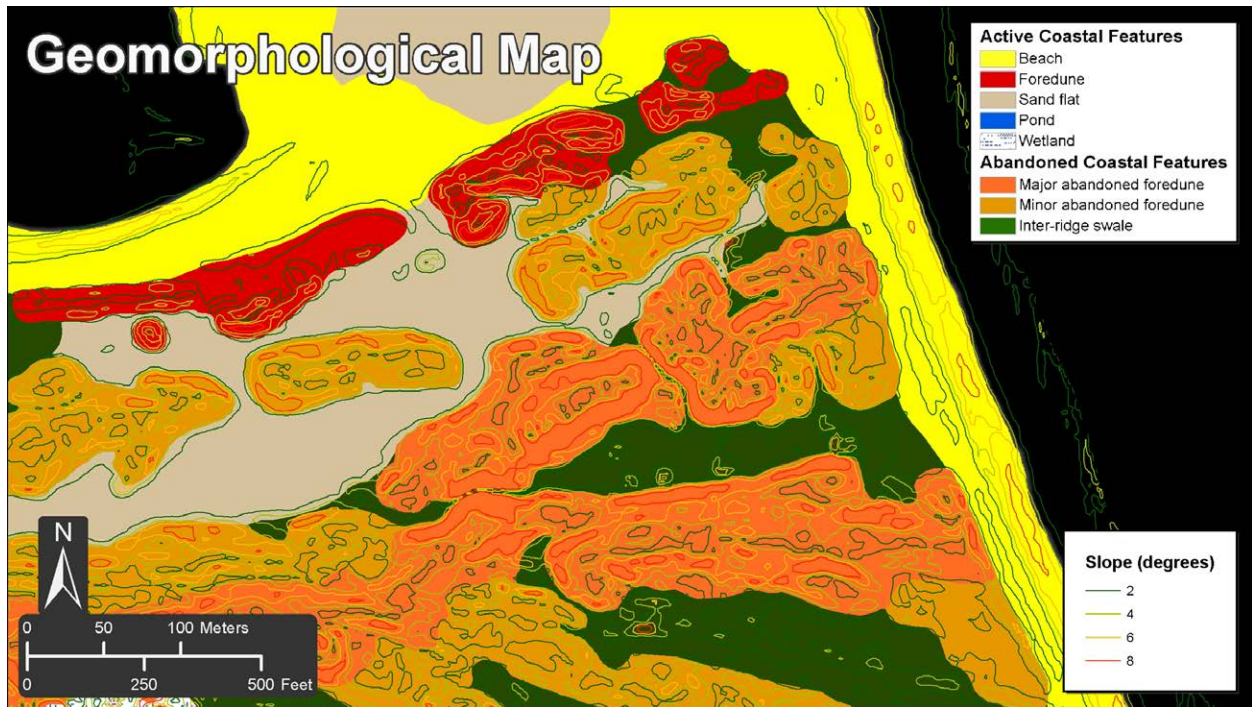 Geomorphological Map
Active Coastal Features
Beach
Foredune
Sand flat
Pond
Wetland
Abandoned Coastal Features
Major abandoned foredune
Minor abandoned foredune
Inter-ridge swale
N
0 50 100 Meters
0 250 500 Feet
Slope (degrees)
2
4
6
8